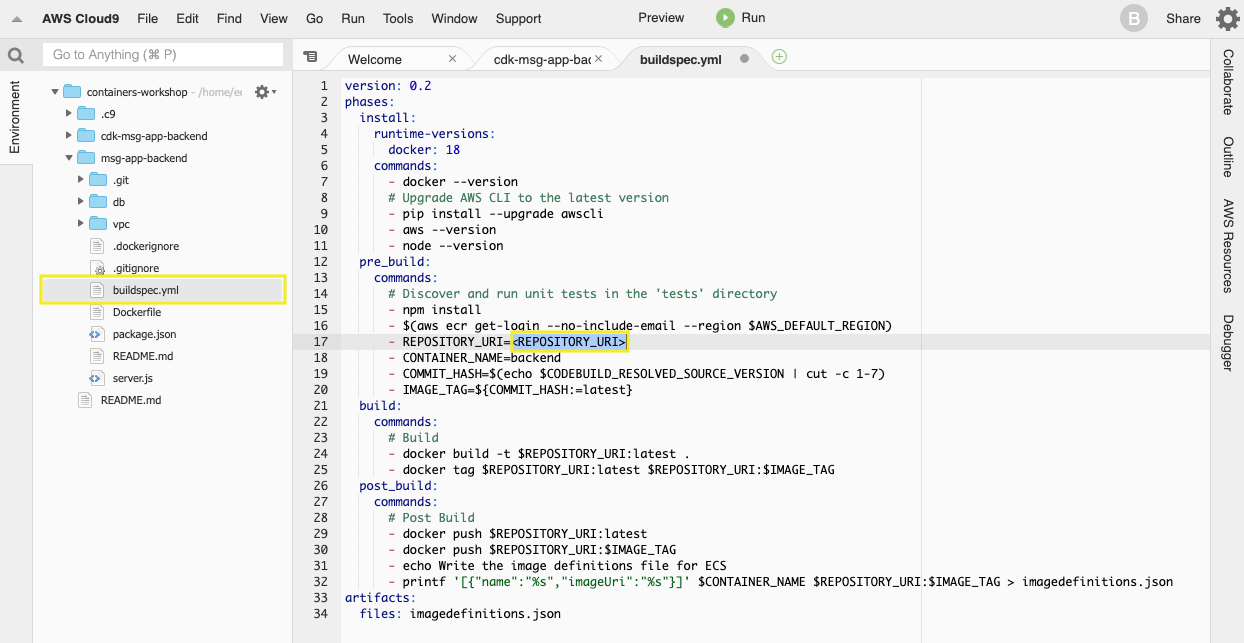 AWS Cloud9 File Edit Find View Go Run Tools Window Support Preview Run B Share
Go to Anything (⌘ P)
Welcome × cdk-msg-app-bac × buildspec.yml
Environment
containers-workshop - /home/ec
.c9
cdk-msg-app-backend
msg-app-backend
.git
db
vpc
.dockerignore
.gitignore
buildspec.yml
Dockerfile
package.json
README.md
server.js
README.md
1 version: 0.2
2 phases:
3 install:
4 runtime-versions:
5 docker: 18
6 commands:
7 - docker --version
8 # Upgrade AWS CLI to the latest version
9 - pip install --upgrade awscli
10 - aws --version
11 - node --version
12 pre_build:
13 commands:
14 # Discover and run unit tests in the 'tests' directory
15 - npm install
16 - $(aws ecr get-login --no-include-email --region $AWS_DEFAULT_REGION)
17 - REPOSITORY_URI=<REPOSITORY_URI>
18 - CONTAINER_NAME=backend
19 - COMMIT_HASH=$(echo $CODEBUILD_RESOLVED_SOURCE_VERSION | cut -c 1-7)
20 - IMAGE_TAG=${COMMIT_HASH:=latest}
21 build:
22 commands:
23 # Build
24 - docker build -t $REPOSITORY_URI:latest .
25 - docker tag $REPOSITORY_URI:latest $REPOSITORY_URI:$IMAGE_TAG
26 post_build:
27 commands:
28 # Post Build
29 - docker push $REPOSITORY_URI:latest
30 - docker push $REPOSITORY_URI:$IMAGE_TAG
31 - echo Write the image definitions file for ECS
32 - printf '[{"name":"%s","imageUri":"%s"}]' $CONTAINER_NAME $REPOSITORY_URI:$IMAGE_TAG > imagedefinitions.json
33 artifacts:
34 files: imagedefinitions.json
Collaborate
Outline
AWS Resources
Debugger